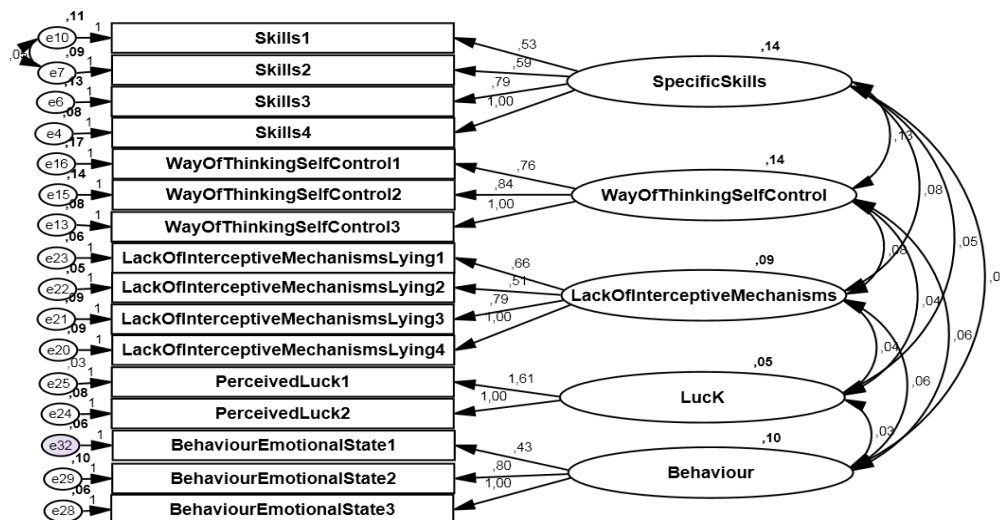 ,11
e10 1 Skills1 ,53 ,14
,09
e7 1 Skills2 ,59 SpecificSkills
,13
e6 1 Skills3 ,79
,08
e4 1 Skills4 1,00
,17
e16 1 WayOfThinkingSelfControl1 ,76 ,14 ,13
,14
e15 1 WayOfThinkingSelfControl2 ,84 WayOfThinkingSelfControl ,08
,08
e13 1 WayOfThinkingSelfControl3 1,00
,06
e23 1 LackOfInterceptiveMechanismsLying1 ,66 ,09 ,08 ,05
,05
e22 1 LackOfInterceptiveMechanismsLying2 ,51 LackOfInterceptiveMechanisms
,09
e21 1 LackOfInterceptiveMechanismsLying3 ,79 ,04 ,06
,09
e20 1 LackOfInterceptiveMechanismsLying4 1,00 ,04
,03
e25 1 PerceivedLuck1 1,61 ,05 ,06
,08
e24 1 PerceivedLuck2 1,00 LucK
,06
e32 1 BehaviourEmotionalState1 ,43 ,10 ,03
,10
e29 1 BehaviourEmotionalState2 ,80 Behaviour
,06
e28 1 BehaviourEmotionalState3 1,00